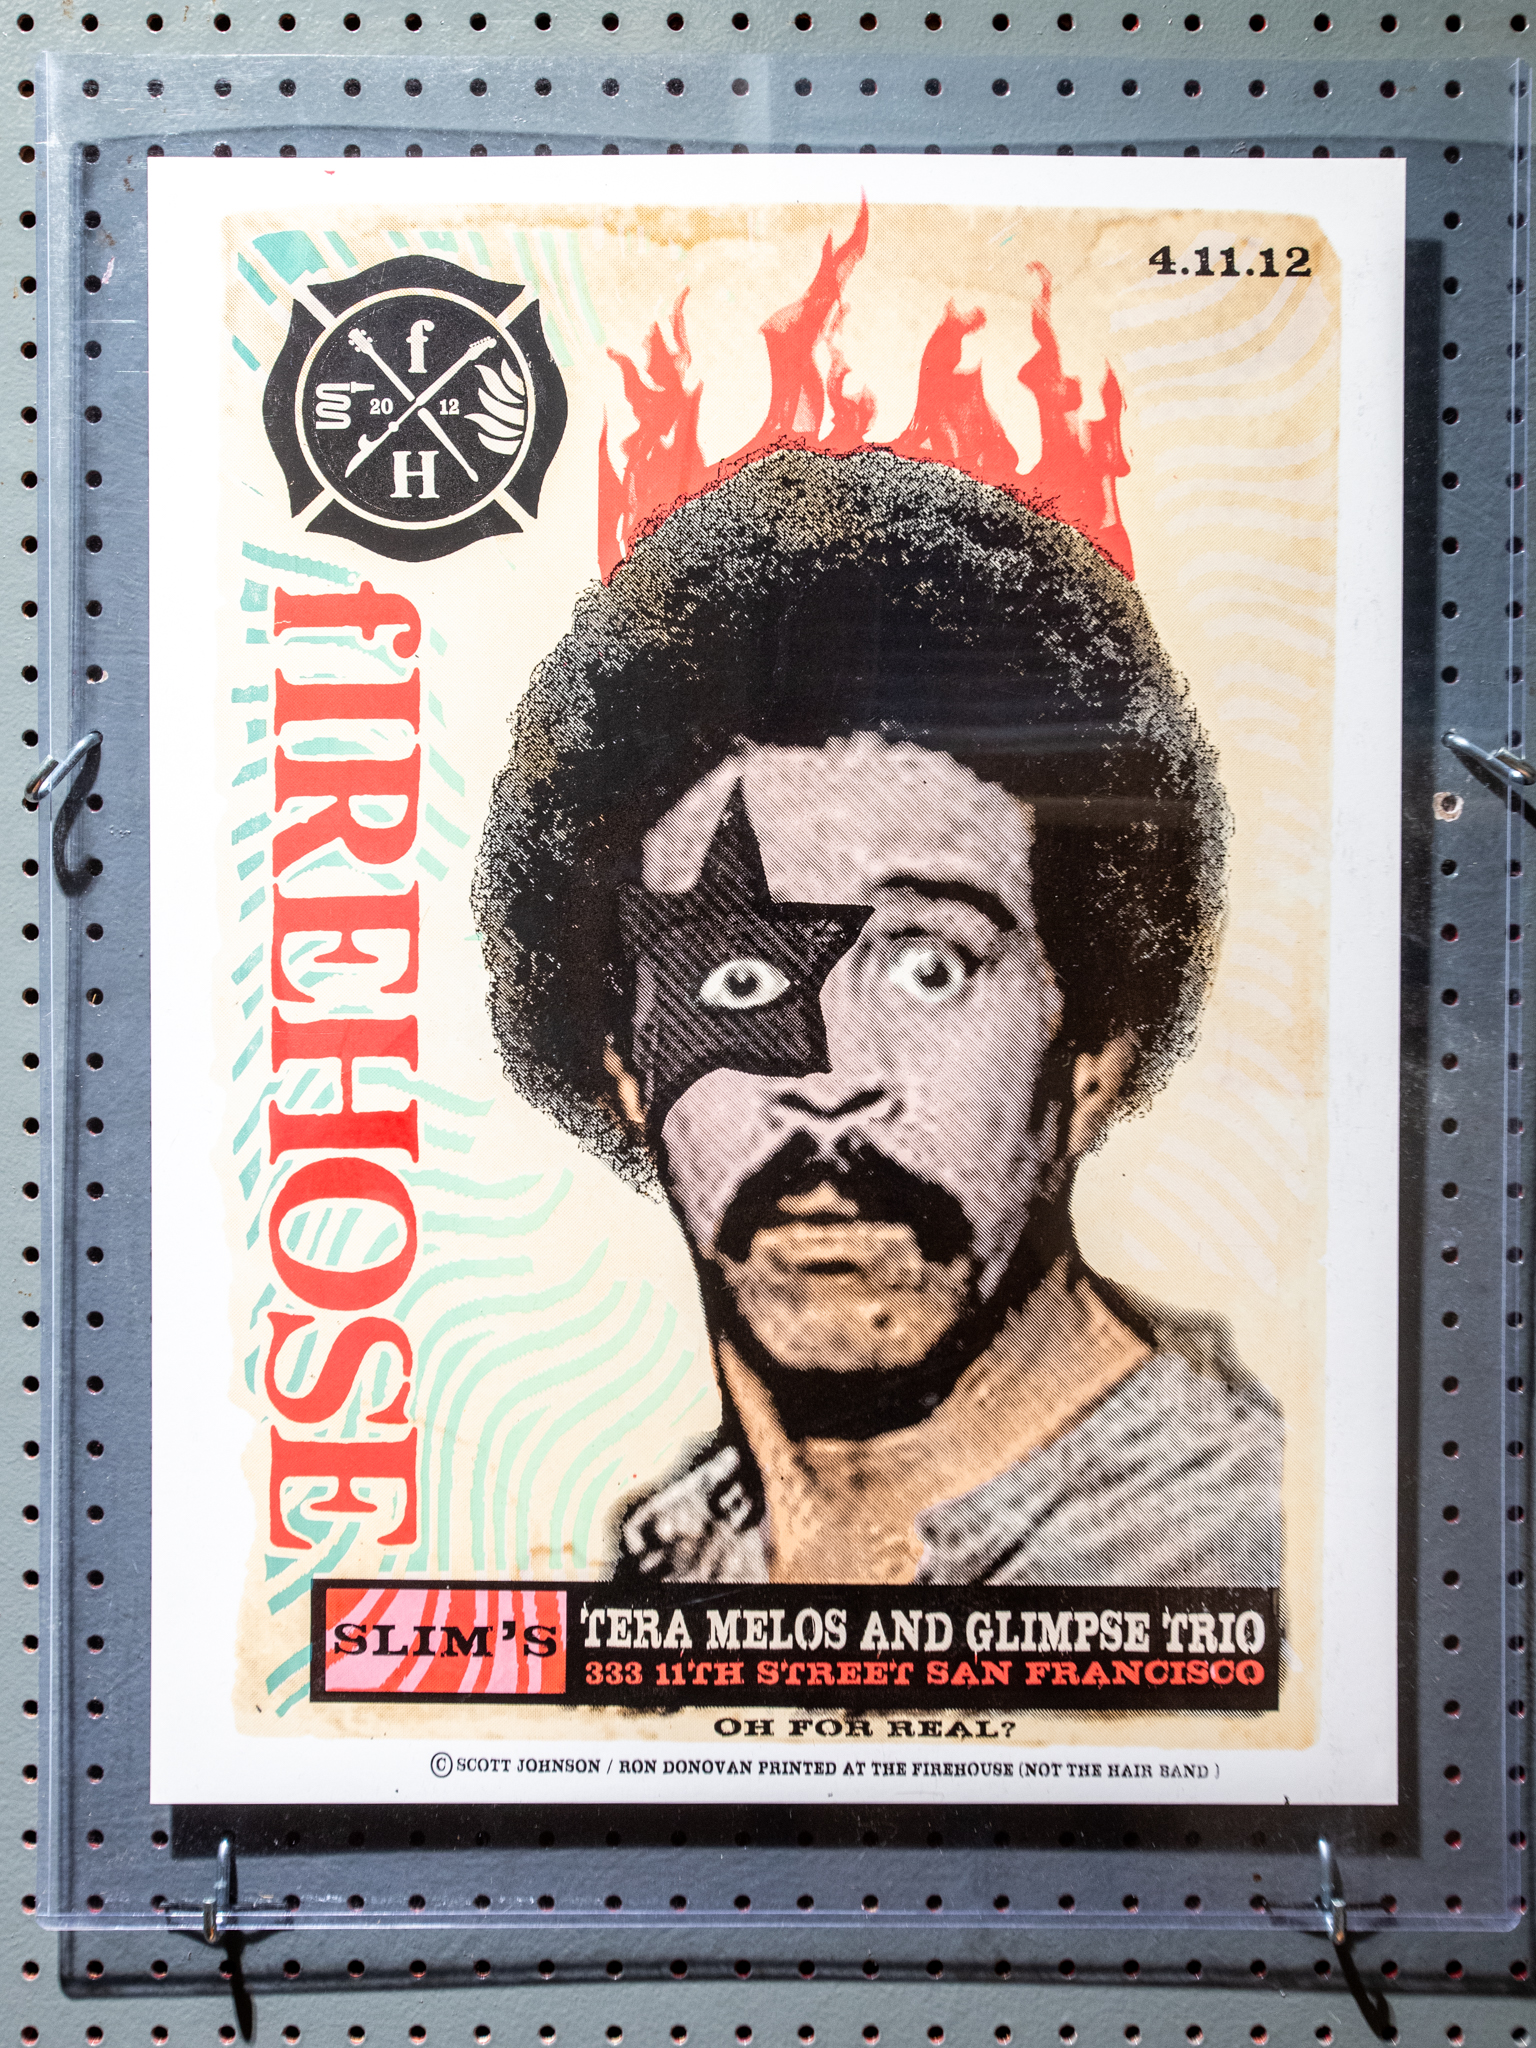 4.11.12
f
20 12
H
fIREHOSE
SLIM'S
TERA MELOS AND GLIMPSE TRIO
333 11TH STREET SAN FRANCISCO
OH FOR REAL?
© SCOTT JOHNSON / RON DONOVAN PRINTED AT THE FIREHOUSE (NOT THE HAIR BAND )